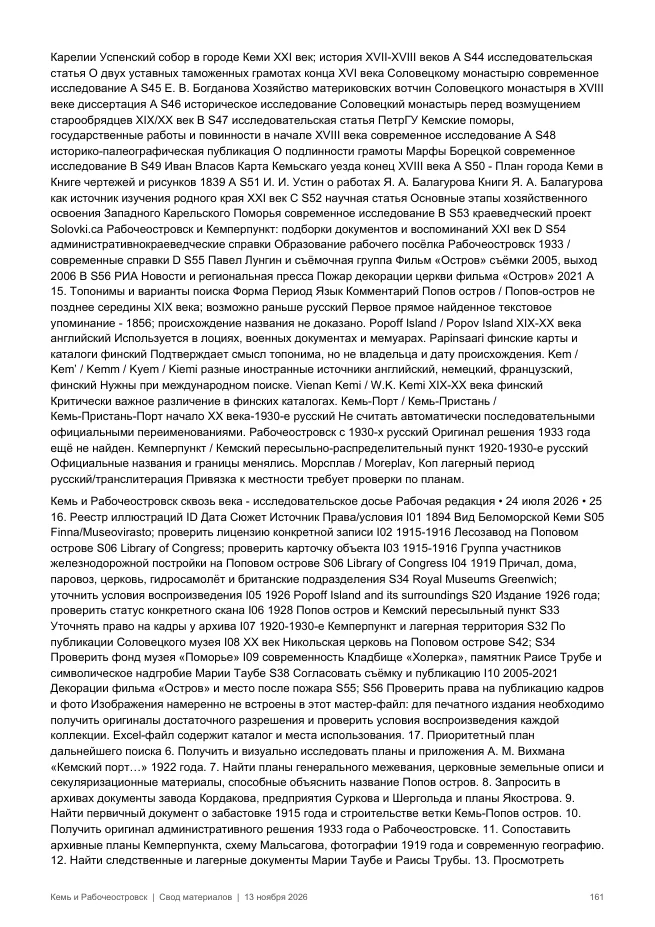 Карелии Успенский собор в городе Кеми XXI век; история XVII-XVIII веков A S44 исследовательская
статья О двух уставных таможенных грамотах конца XVI века Соловецкому монастырю современное
исследование A S45 Е. В. Богданова Хозяйство материковых вотчин Соловецкого монастыря в XVIII
веке диссертация A S46 историческое исследование Соловецкий монастырь перед возмущением
старообрядцев XIX/XX век B S47 исследовательская статья ПетрГУ Кемские поморы,
государственные работы и повинности в начале XVIII века современное исследование A S48
историко-палеографическая публикация О подлинности грамоты Марфы Борецкой современное
исследование B S49 Иван Власов Карта Кемьскаго уезда конец XVIII века A S50 - План города Кеми в
Книге чертежей и рисунков 1839 A S51 И. И. Устин о работах Я. А. Балагурова Книги Я. А. Балагурова
как источник изучения родного края XXI век C S52 научная статья Основные этапы хозяйственного
освоения Западного Карельского Поморья современное исследование B S53 краеведческий проект
Solovki.ca Рабочеостровск и Кемперпункт: подборки документов и воспоминаний XXI век D S54
административнокраеведческие справки Образование рабочего посёлка Рабочеостровск 1933 /
современные справки D S55 Павел Лунгин и съёмочная группа Фильм «Остров» съёмки 2005, выход
2006 B S56 РИА Новости и региональная пресса Пожар декорации церкви фильма «Остров» 2021 A
15. Топонимы и варианты поиска Форма Период Язык Комментарий Попов остров / Попов-остров не
позднее середины XIX века; возможно раньше русский Первое прямое найденное текстовое
упоминание - 1856; происхождение названия не доказано. Popoff Island / Popov Island XIX-XX века
английский Используется в лоциях, военных документах и мемуарах. Papinsaari финские карты и
каталоги финский Подтверждает смысл топонима, но не владельца и дату происхождения. Kem /
Kem' / Kemm / Kyem / Kiemi разные иностранные источники английский, немецкий, французский,
финский Нужны при международном поиске. Vienan Kemi / W.K. Kemi XIX-XX века финский
Критически важное различение в финских каталогах. Кемь-Порт / Кемь-Пристань /
Кемь-Пристань-Порт начало XX века-1930-е русский Не считать автоматически последовательными
официальными переименованиями. Рабочеостровск с 1930-х русский Оригинал решения 1933 года
ещё не найден. Кемперпункт / Кемский пересыльно-распределительный пункт 1920-1930-е русский
Официальные названия и границы менялись. Морсплав / Moreplav, Коп лагерный период
русский/транслитерация Привязка к местности требует проверки по планам.
Кемь и Рабочеостровск сквозь века - исследовательское досье Рабочая редакция • 24 июля 2026 • 25
16. Реестр иллюстраций ID Дата Сюжет Источник Права/условия I01 1894 Вид Беломорской Кеми S05
Finna/Museovirasto; проверить лицензию конкретной записи I02 1915-1916 Лесозавод на Поповом
острове S06 Library of Congress; проверить карточку объекта I03 1915-1916 Группа участников
железнодорожной постройки на Поповом острове S06 Library of Congress I04 1919 Причал, дома,
паровоз, церковь, гидросамолёт и британские подразделения S34 Royal Museums Greenwich;
уточнить условия воспроизведения I05 1926 Popoff Island and its surroundings S20 Издание 1926 года;
проверить статус конкретного скана I06 1928 Попов остров и Кемский пересыльный пункт S33
Уточнять право на кадры у архива I07 1920-1930-е Кемперпункт и лагерная территория S32 По
публикации Соловецкого музея I08 XX век Никольская церковь на Поповом острове S42; S34
Проверить фонд музея «Поморье» I09 современность Кладбище «Холерка», памятник Раисе Трубе и
символическое надгробие Марии Таубе S38 Согласовать съёмку и публикацию I10 2005-2021
Декорации фильма «Остров» и место после пожара S55; S56 Проверить права на публикацию кадров
и фото Изображения намеренно не встроены в этот мастер-файл: для печатного издания необходимо
получить оригиналы достаточного разрешения и проверить условия воспроизведения каждой
коллекции. Excel-файл содержит каталог и места использования. 17. Приоритетный план
дальнейшего поиска 6. Получить и визуально исследовать планы и приложения А. М. Вихмана
«Кемский порт…» 1922 года. 7. Найти планы генерального межевания, церковные земельные описи и
секуляризационные материалы, способные объяснить название Попов остров. 8. Запросить в
архивах документы завода Кордакова, предприятия Суркова и Шергольда и планы Якострова. 9.
Найти первичный документ о забастовке 1915 года и строительстве ветки Кемь-Попов остров. 10.
Получить оригинал административного решения 1933 года о Рабочеостровске. 11. Сопоставить
архивные планы Кемперпункта, схему Мальсагова, фотографии 1919 года и современную географию.
12. Найти следственные и лагерные документы Марии Таубе и Раисы Трубы. 13. Просмотреть
Кемь и Рабочеостровск | Свод материалов | 13 ноября 2026
161